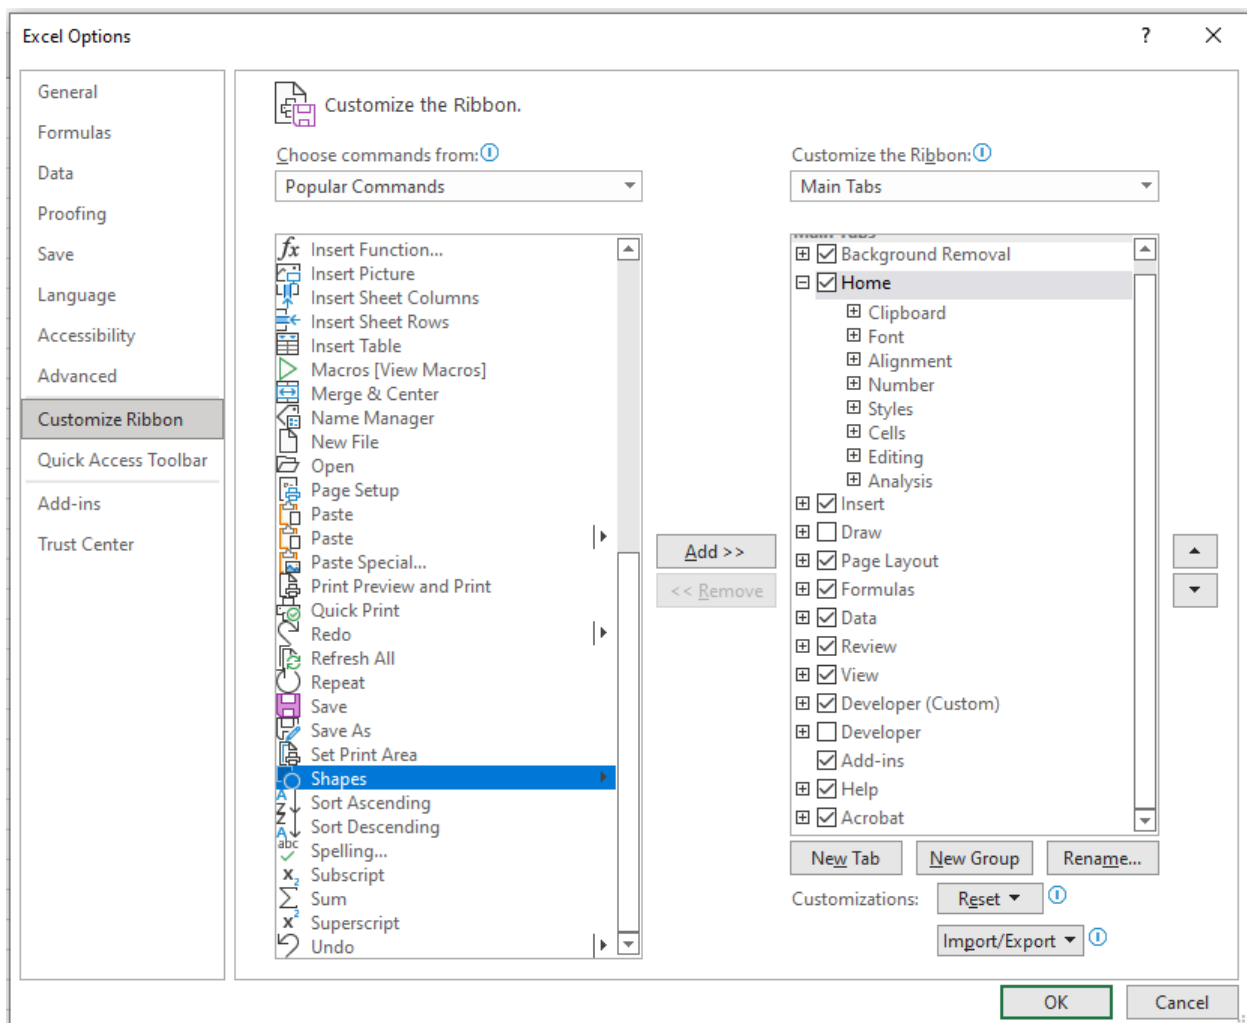 Excel Options
?
General
Formulas
Data
Proofing
Save
Language
Accessibility
Advanced
Customize Ribbon
Quick Access Toolbar
Add-ins
Trust Center
Customize the Ribbon.
Choose commands from:
Popular Commands
Insert Function...
Insert Picture
Insert Sheet Columns
Insert Sheet Rows
Insert Table
Macros [View Macros]
Merge & Center
Name Manager
New File
Open
Page Setup
Paste
Paste
Paste Special...
Print Preview and Print
Quick Print
Redo
Refresh All
Repeat
Save
Save As
Set Print Area
Shapes
Sort Ascending
Sort Descending
Spelling...
Subscript
Sum
Superscript
Undo
Add >>
<< Remove
Customize the Ribbon:
Main Tabs
Main Tabs
Background Removal
Home
Clipboard
Font
Alignment
Number
Styles
Cells
Editing
Analysis
Insert
Draw
Page Layout
Formulas
Data
Review
View
Developer (Custom)
Developer
Add-ins
Help
Acrobat
New Tab
New Group
Rename...
Customizations:
Reset
Import/Export
OK
Cancel